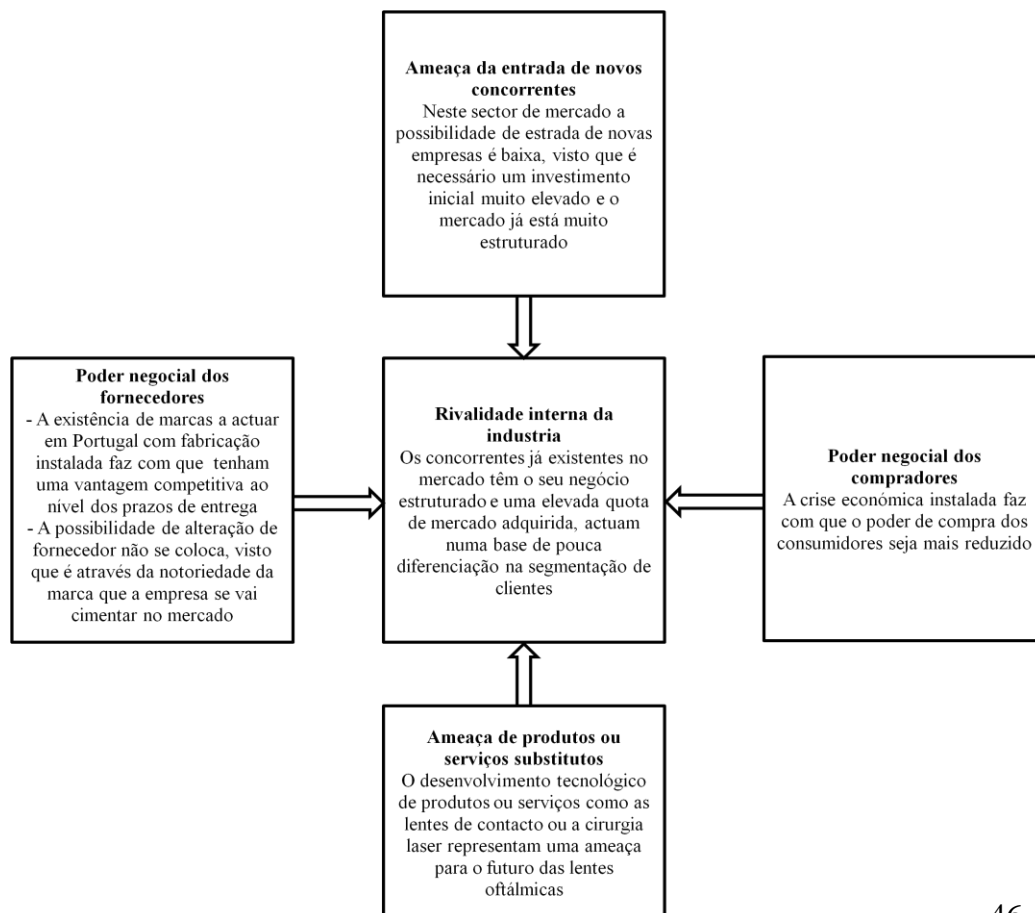 Ameaça da entrada de novos
concorrentes
Neste sector de mercado a
possibilidade de estrada de novas
empresas é baixa, visto que é
necessário um investimento
inicial muito elevado e o
mercado já está muito
estruturado
Poder negocial dos
fornecedores
- A existência de marcas a actuar
em Portugal com fabricação
instalada faz com que tenham
uma vantagem competitiva ao
nível dos prazos de entrega
- A possibilidade de alteração de
fornecedor não se coloca, visto
que é através da notoriedade da
marca que a empresa se vai
cimentar no mercado
Rivalidade interna da
industria
Os concorrentes já existentes no
mercado têm o seu negócio
estruturado e uma elevada quota
de mercado adquirida, actuam
numa base de pouca
diferenciação na segmentação de
clientes
Poder negocial dos
compradores
A crise económica instalada faz
com que o poder de compra dos
consumidores seja mais reduzido
Ameaça de produtos ou
serviços substitutos
O desenvolvimento tecnológico
de produtos ou serviços como as
lentes de contacto ou a cirurgia
laser representam uma ameaça
para o futuro das lentes
oftálmicas